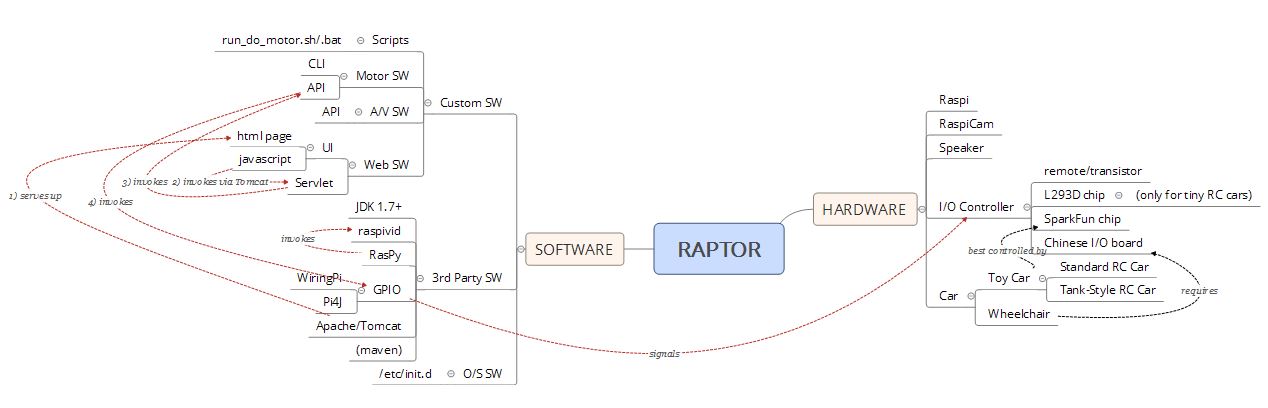 RAPTOR
SOFTWARE
Custom SW
Scripts
run_do_motor.sh/.bat
Motor SW
CLI
API
A/V SW
API
Web SW
UI
html page
javascript
Servlet
3rd Party SW
JDK 1.7+
raspivid
RasPy
GPIO
WiringPi
Pi4J
Apache/Tomcat
(maven)
O/S SW
/etc/init.d
1) serves up
2) invokes via Tomcat
3) invokes
4) invokes
invokes
signals
HARDWARE
Raspi
RaspiCam
Speaker
I/O Controller
remote/transistor
L293D chip
(only for tiny RC cars)
SparkFun chip
Chinese I/O board
Car
Toy Car
Standard RC Car
Tank-Style RC Car
Wheelchair
best controlled by
requires